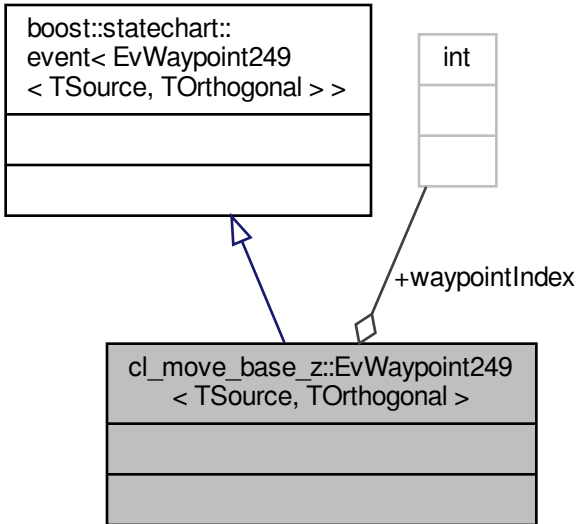 boost::statechart::
event< EvWaypoint249
< TSource, TOrthogonal > >
int
+waypointIndex
cl_move_base_z::EvWaypoint249
< TSource, TOrthogonal >